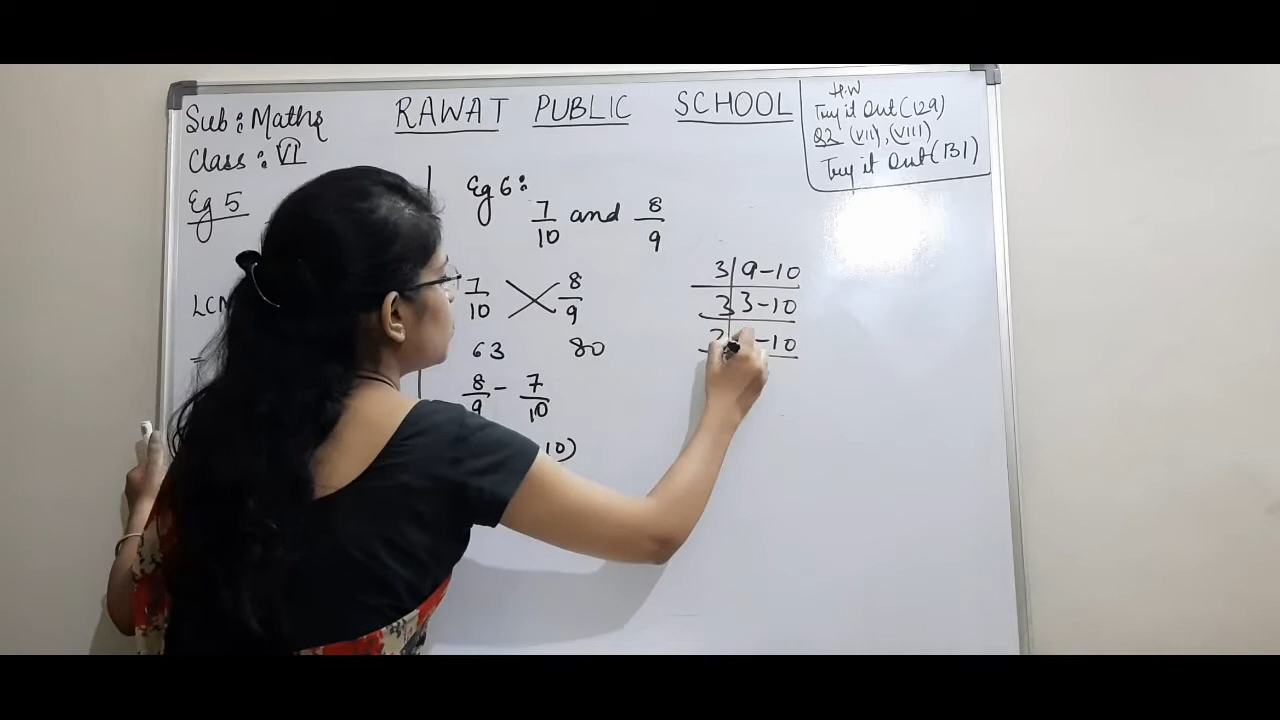 RAWAT PUBLIC SCHOOL
Sub : Maths
Class : VI
H.W
Try it Out (129)
Q2 (VII), (VIII)
Try it Out (131)
Eg 5
LCM
=
Eg 6 :
7/10 and 8/9
7/10 8/9
63 80
8/9 - 7/10
10)
3 | 9-10
3 | 3-10
-10